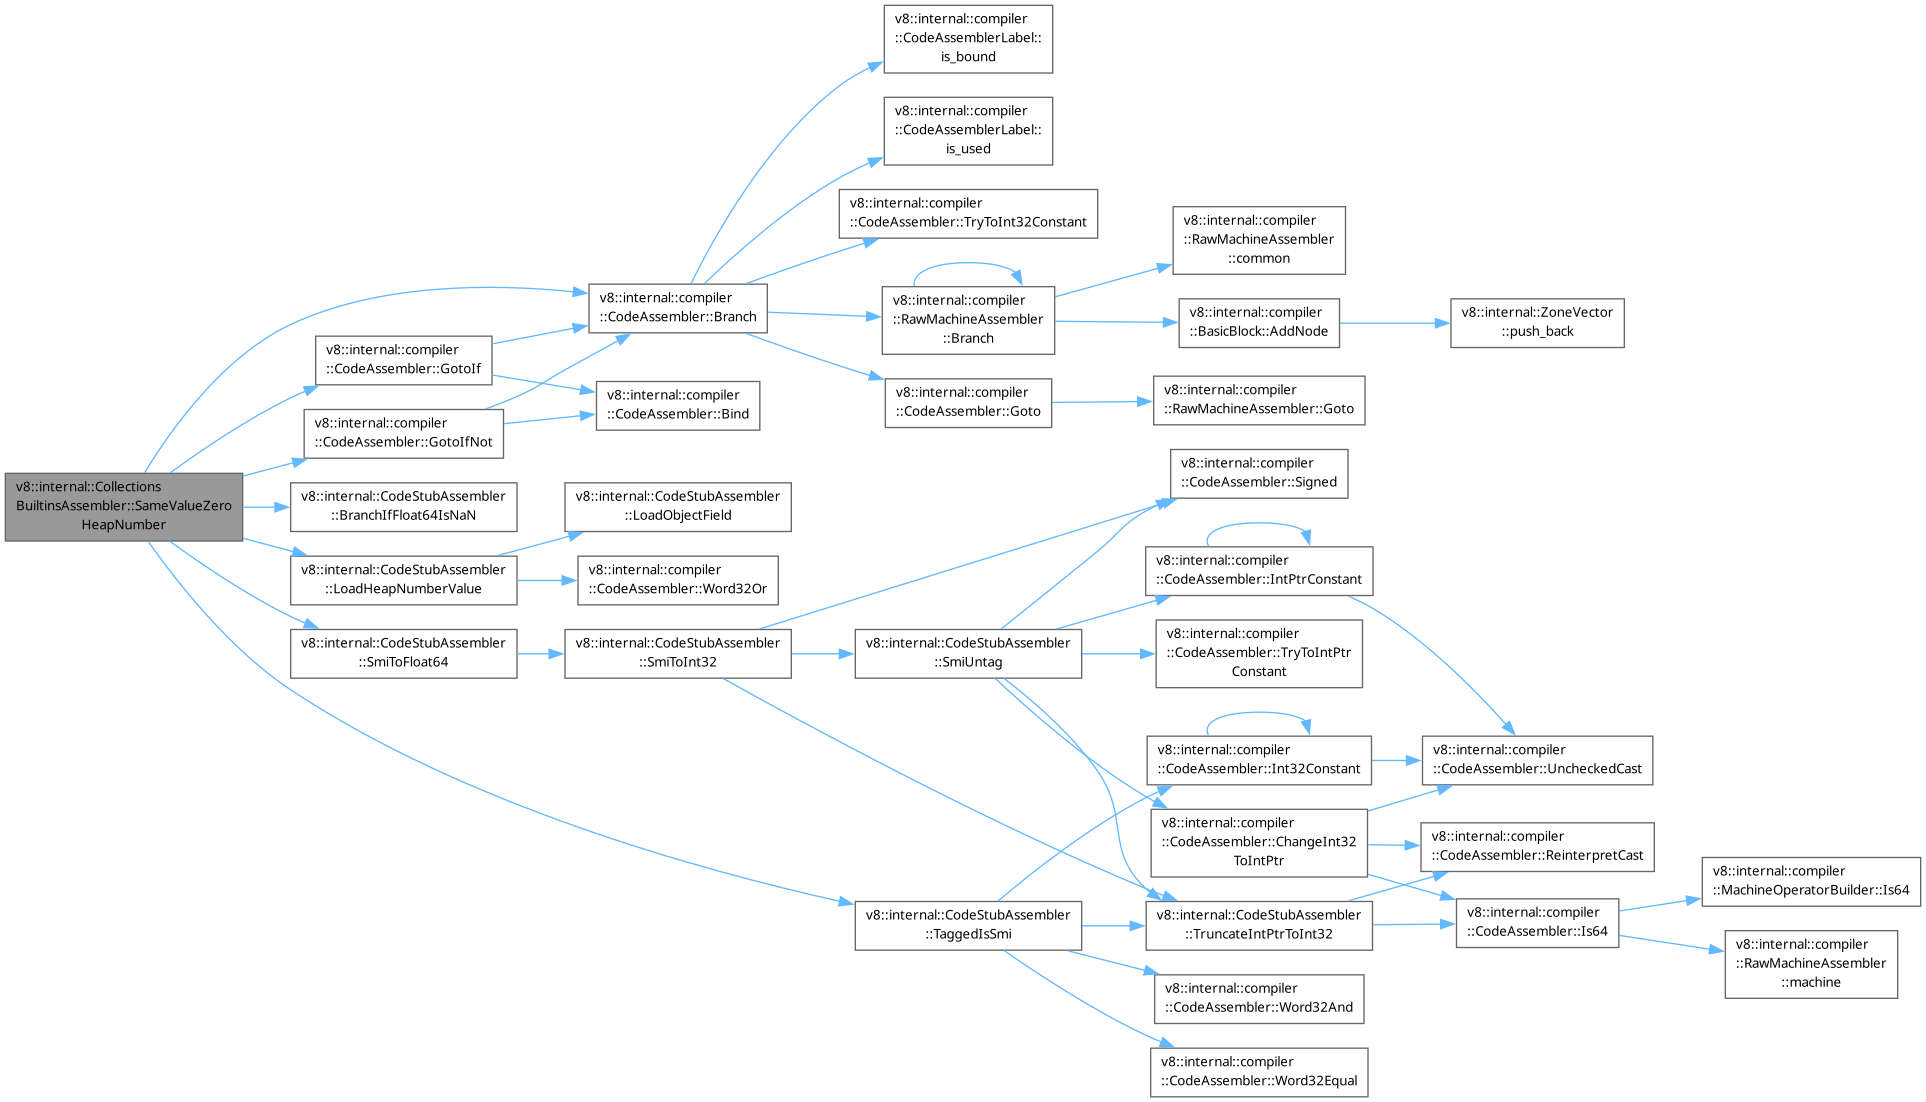 v8::internal::compiler
::CodeAssemblerLabel::
is_bound
v8::internal::compiler
::CodeAssemblerLabel::
is_used
v8::internal::compiler
::CodeAssembler::TryToInt32Constant
v8::internal::compiler
::RawMachineAssembler
::common
v8::internal::compiler
::CodeAssembler::Branch
v8::internal::compiler
::RawMachineAssembler
::Branch
v8::internal::compiler
::BasicBlock::AddNode
v8::internal::ZoneVector
::push_back
v8::internal::compiler
::CodeAssembler::GotoIf
v8::internal::compiler
::CodeAssembler::Bind
v8::internal::compiler
::CodeAssembler::Goto
v8::internal::compiler
::RawMachineAssembler::Goto
v8::internal::compiler
::CodeAssembler::GotoIfNot
v8::internal::Collections
BuiltinsAssembler::SameValueZero
HeapNumber
v8::internal::CodeStubAssembler
::BranchIfFloat64IsNaN
v8::internal::CodeStubAssembler
::LoadObjectField
v8::internal::compiler
::CodeAssembler::Signed
v8::internal::CodeStubAssembler
::LoadHeapNumberValue
v8::internal::compiler
::CodeAssembler::Word32Or
v8::internal::compiler
::CodeAssembler::IntPtrConstant
v8::internal::CodeStubAssembler
::SmiToFloat64
v8::internal::CodeStubAssembler
::SmiToInt32
v8::internal::CodeStubAssembler
::SmiUntag
v8::internal::compiler
::CodeAssembler::TryToIntPtr
Constant
v8::internal::compiler
::CodeAssembler::Int32Constant
v8::internal::compiler
::CodeAssembler::UncheckedCast
v8::internal::compiler
::CodeAssembler::ChangeInt32
ToIntPtr
v8::internal::compiler
::CodeAssembler::ReinterpretCast
v8::internal::compiler
::MachineOperatorBuilder::Is64
v8::internal::CodeStubAssembler
::TaggedIsSmi
v8::internal::CodeStubAssembler
::TruncateIntPtrToInt32
v8::internal::compiler
::CodeAssembler::Is64
v8::internal::compiler
::RawMachineAssembler
::machine
v8::internal::compiler
::CodeAssembler::Word32And
v8::internal::compiler
::CodeAssembler::Word32Equal